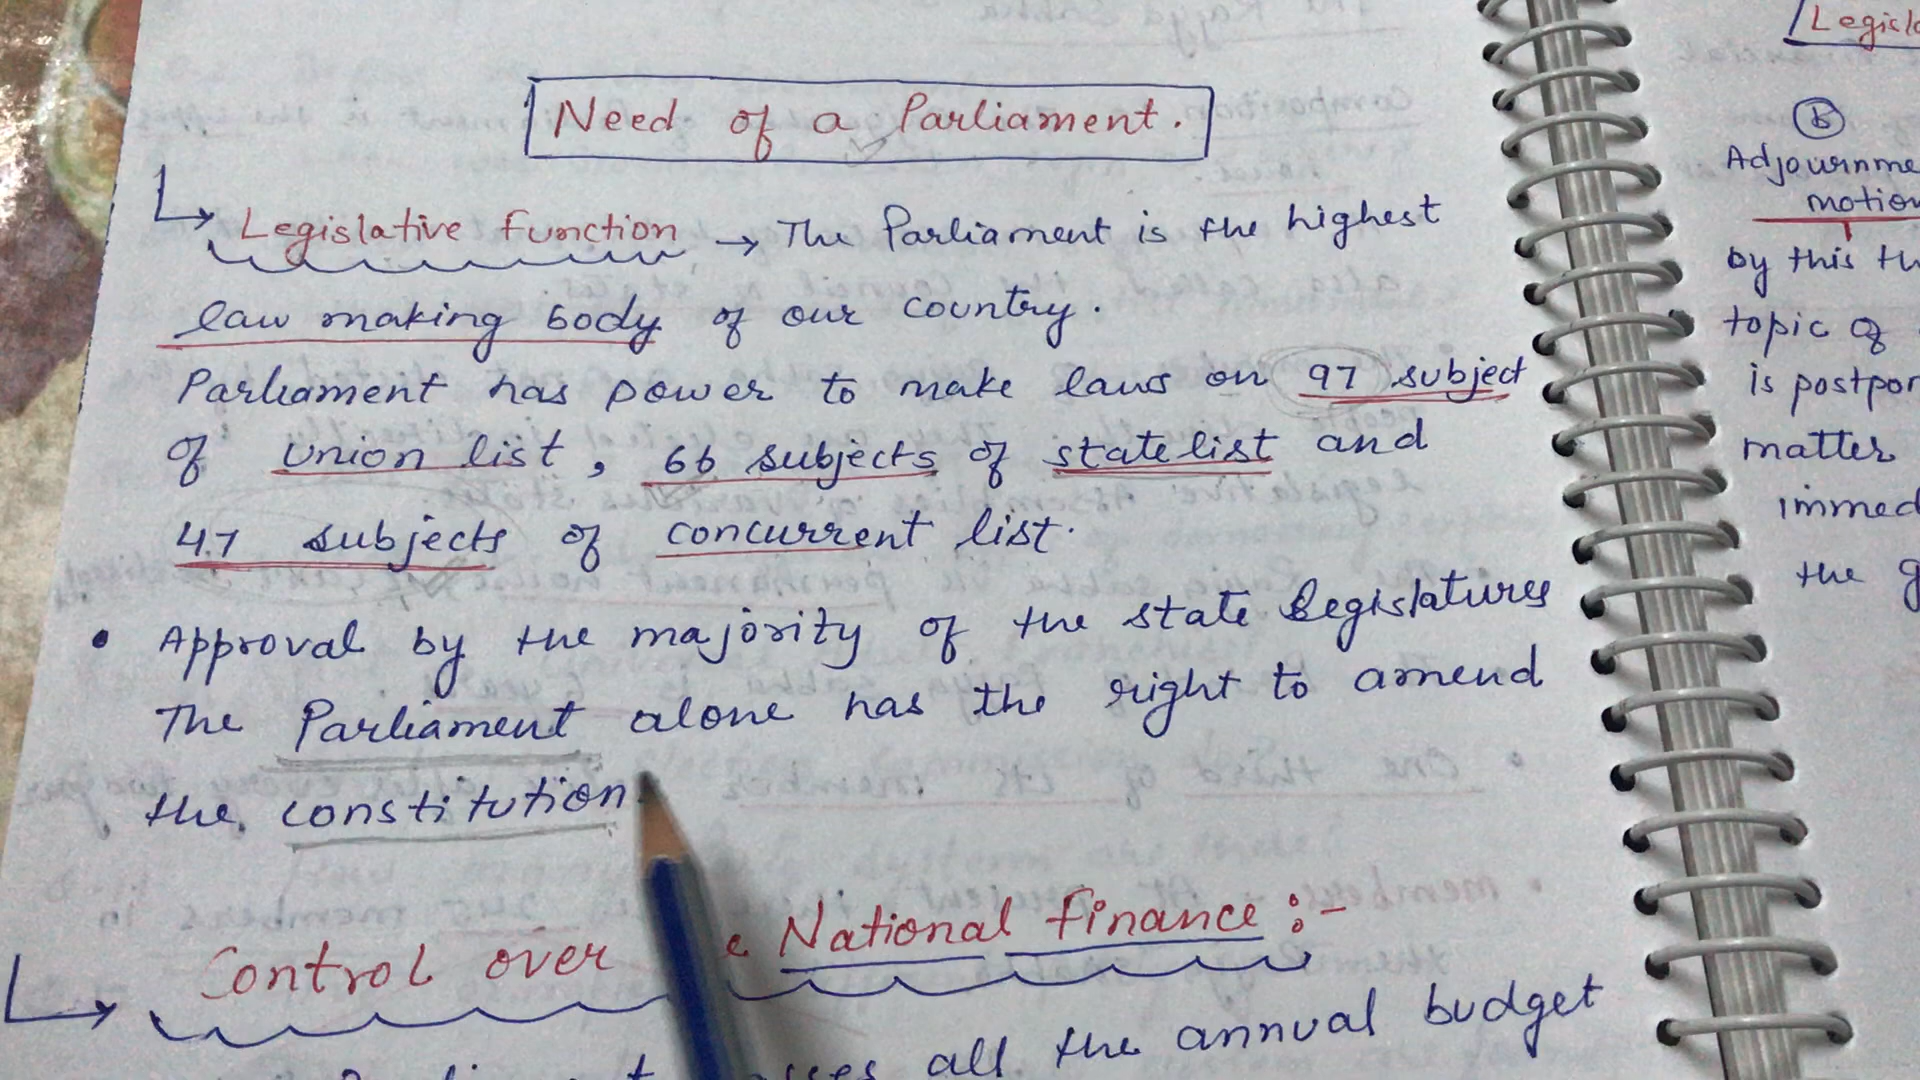 Need of a Parliament.
Legislative function → The Parliament is the highest
law making body of our country.
Parliament has power to make laws on 97 subject
of Union list, 66 subjects of state list and
47 subjects of concurrent list.
• Approval by the majority of the state Legislatures
The Parliament alone has the right to amend
the constitution
Control over National finance :-
all the annual budget
b
Adjournme
motion
by this th
topic of
is postpon
matter
immed
the g